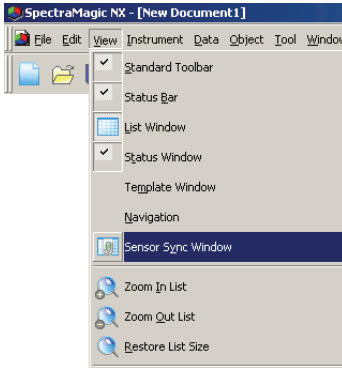 SpectraMagic NX - [New Document1]
File Edit View Instrument Data Object Tool Window
Standard Toolbar
Status Bar
List Window
Status Window
Template Window
Navigation
Sensor Sync Window
Zoom In List
Zoom Out List
Restore List Size